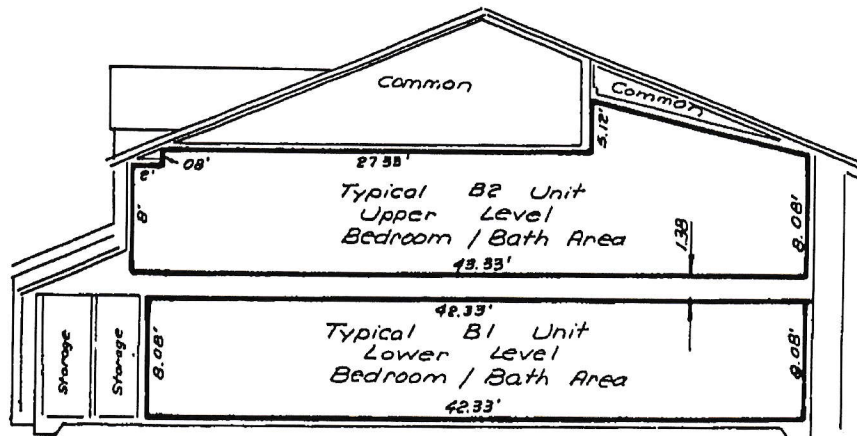 Common
Common
5.12'
2'
08'
27.33'
8'
Typical B2 Unit
Upper Level
Bedroom / Bath Area
1.38
8.08'
43.33'
42.33'
Storage
Storage
8.08'
Typical B1 Unit
Lower Level
Bedroom / Bath Area
8.08'
42.33'